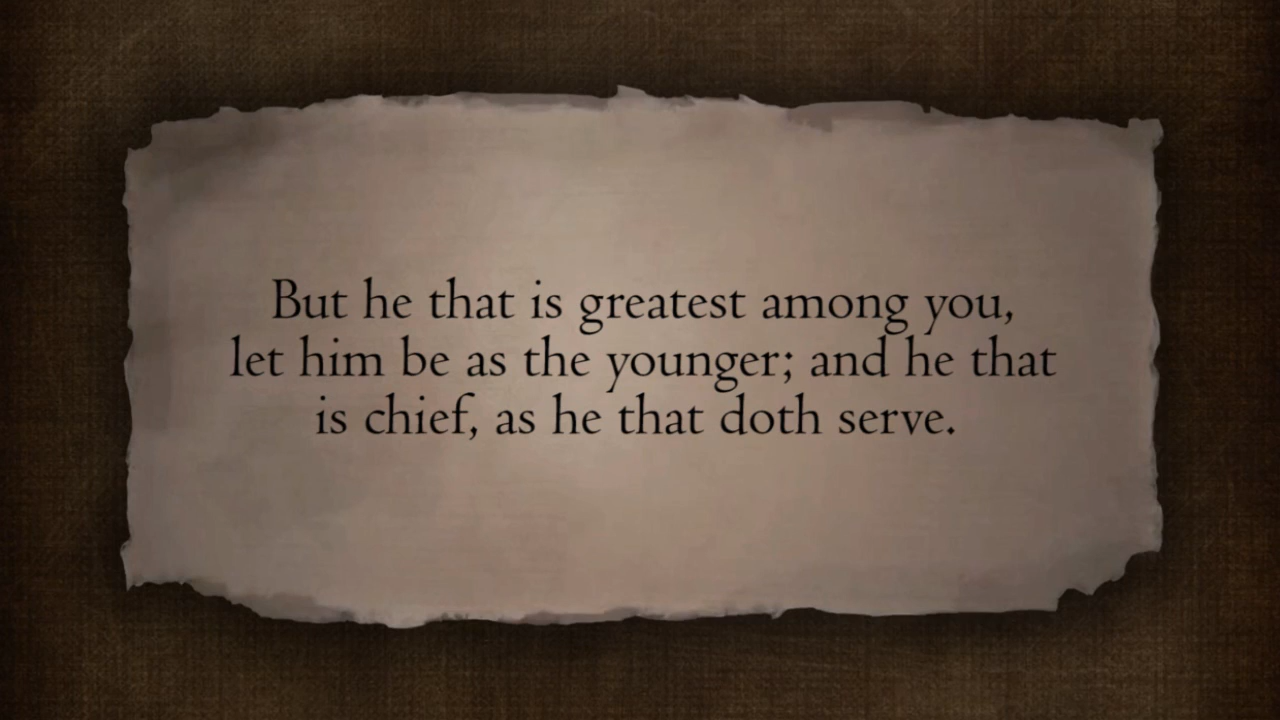 But he that is greatest among you,
let him be as the younger; and he that
is chief, as he that doth serve.